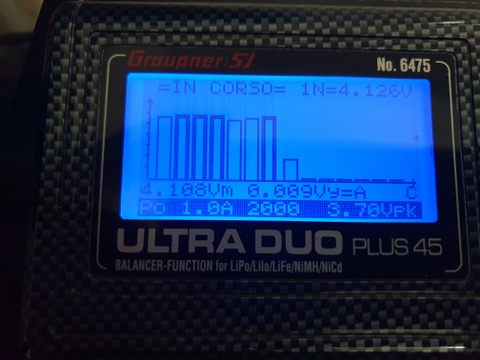 Graupner/SJ
No. 6475
=IN CORSO= 1N=4.126V
4.108Vm 0.009Vy=A C
Po 1.0A 2000 3.70Vpk
ULTRA DUO PLUS 45
BALANCER-FUNCTION for LiPo/LiIo/LiFe/NiMH/NiCd